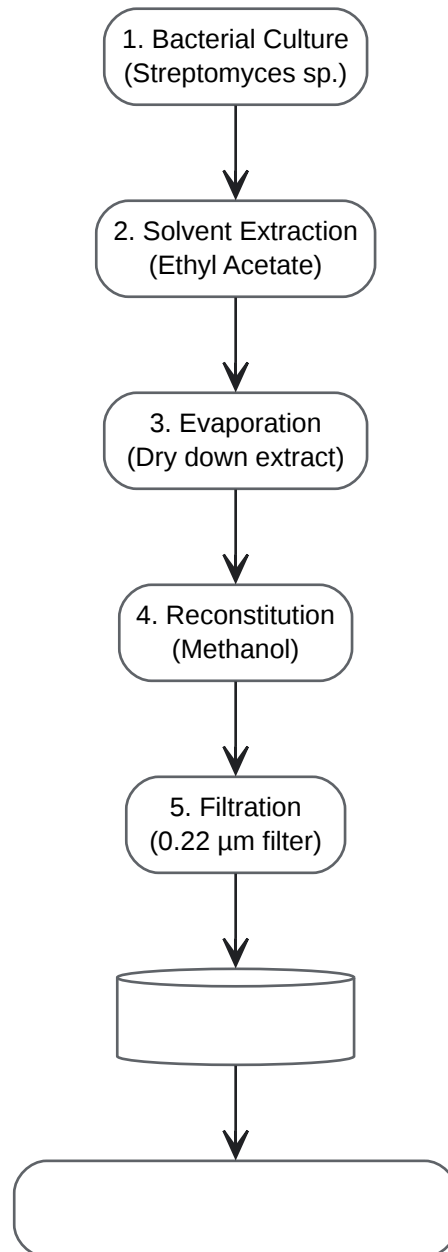 1. Bacterial Culture
(Streptomyces sp.)
2. Solvent Extraction
(Ethyl Acetate)
3. Evaporation
(Dry down extract)
4. Reconstitution
(Methanol)
5. Filtration
(0.22 µm filter)